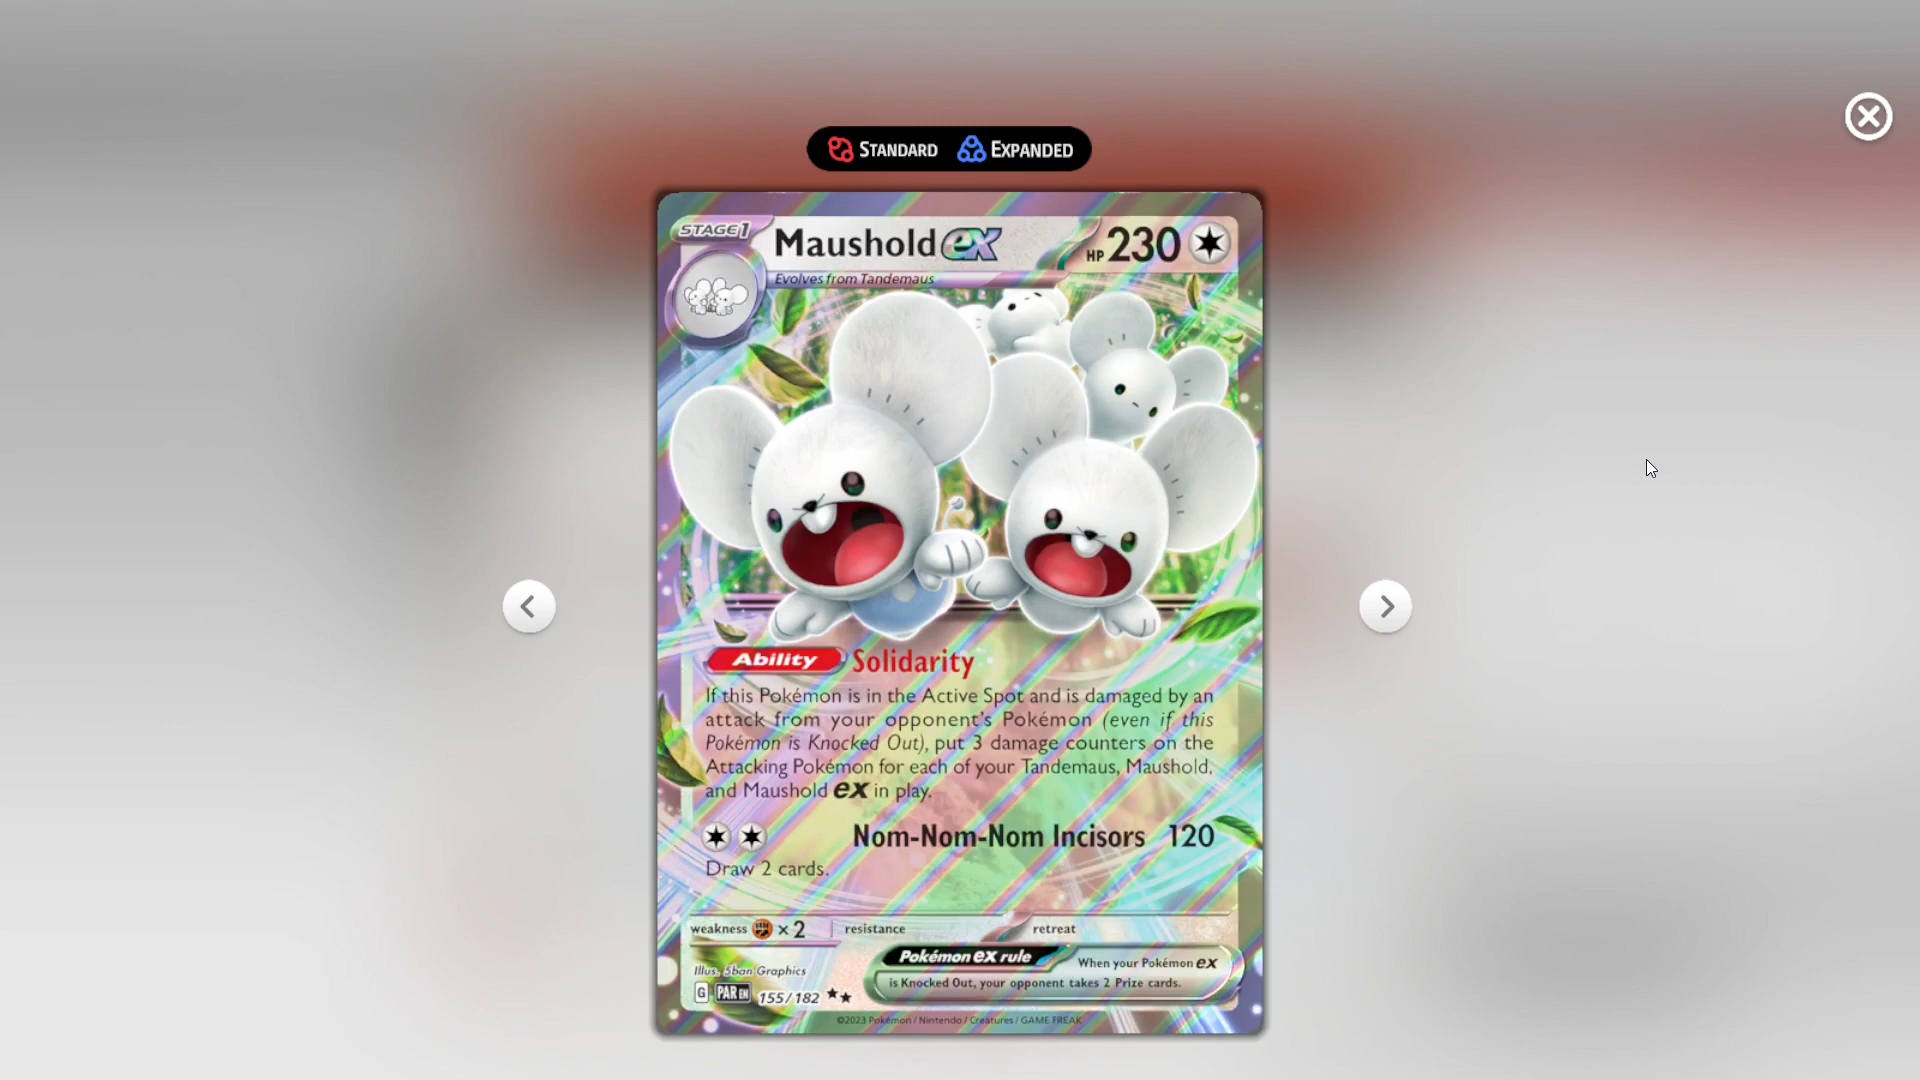 STANDARD EXPANDED
STAGE1
Maushold ex HP 230
Evolves from Tandemaus
Ability Solidarity
If this Pokémon is in the Active Spot and is damaged by an
attack from your opponent's Pokémon (even if this
Pokémon is Knocked Out), put 3 damage counters on the
Attacking Pokémon for each of your Tandemaus, Maushold,
and Maushold ex in play.
Nom-Nom-Nom Incisors 120
Draw 2 cards.
weakness ×2 resistance retreat
Pokémon ex rule When your Pokémon ex
is Knocked Out, your opponent takes 2 Prize cards.
Illus. 5ban Graphics
G PAR EN 155/182
©2023 Pokémon / Nintendo / Creatures / GAME FREAK